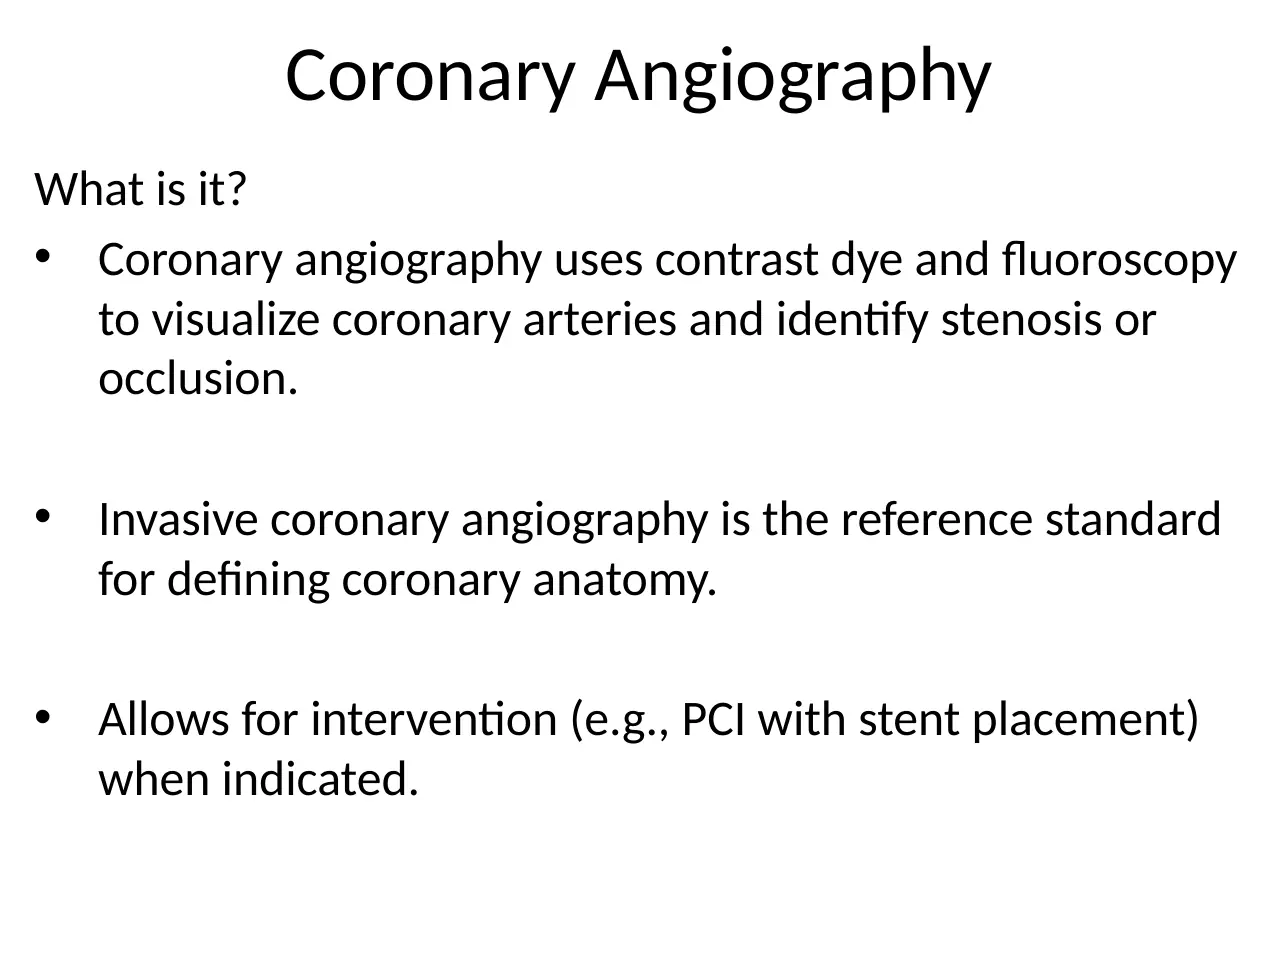 Coronary Angiography
What is it?
• Coronary angiography uses contrast dye and fluoroscopy
to visualize coronary arteries and identify stenosis or
occlusion.
• Invasive coronary angiography is the reference standard
for defining coronary anatomy.
• Allows for intervention (e.g., PCI with stent placement)
when indicated.